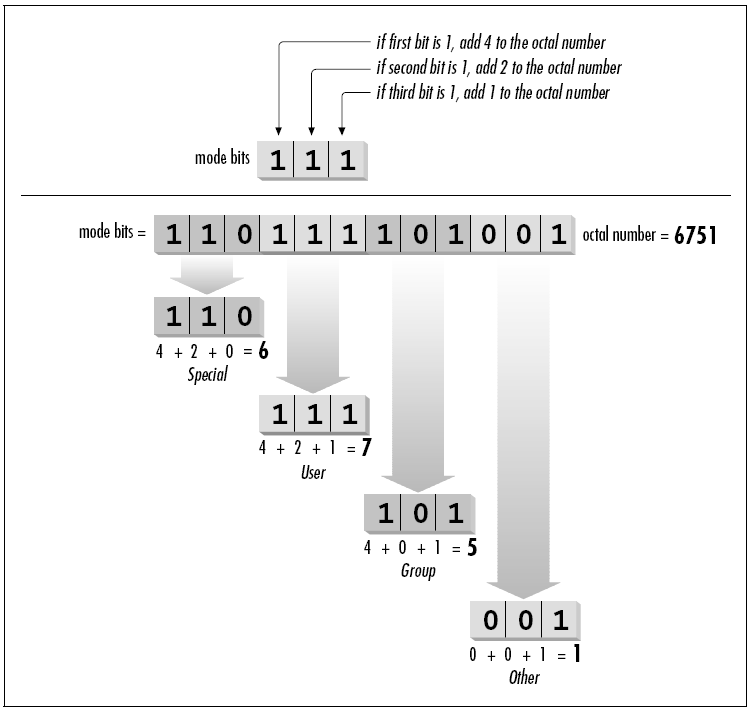 if first bit is 1, add 4 to the octal number
if second bit is 1, add 2 to the octal number
if third bit is 1, add 1 to the octal number
mode bits 1 1 1
mode bits = 1 1 0 1 1 1 1 0 1 0 0 1 octal number = 6751
1 1 0
4 + 2 + 0 = 6
Special
1 1 1
4 + 2 + 1 = 7
User
1 0 1
4 + 0 + 1 = 5
Group
0 0 1
0 + 0 + 1 = 1
Other